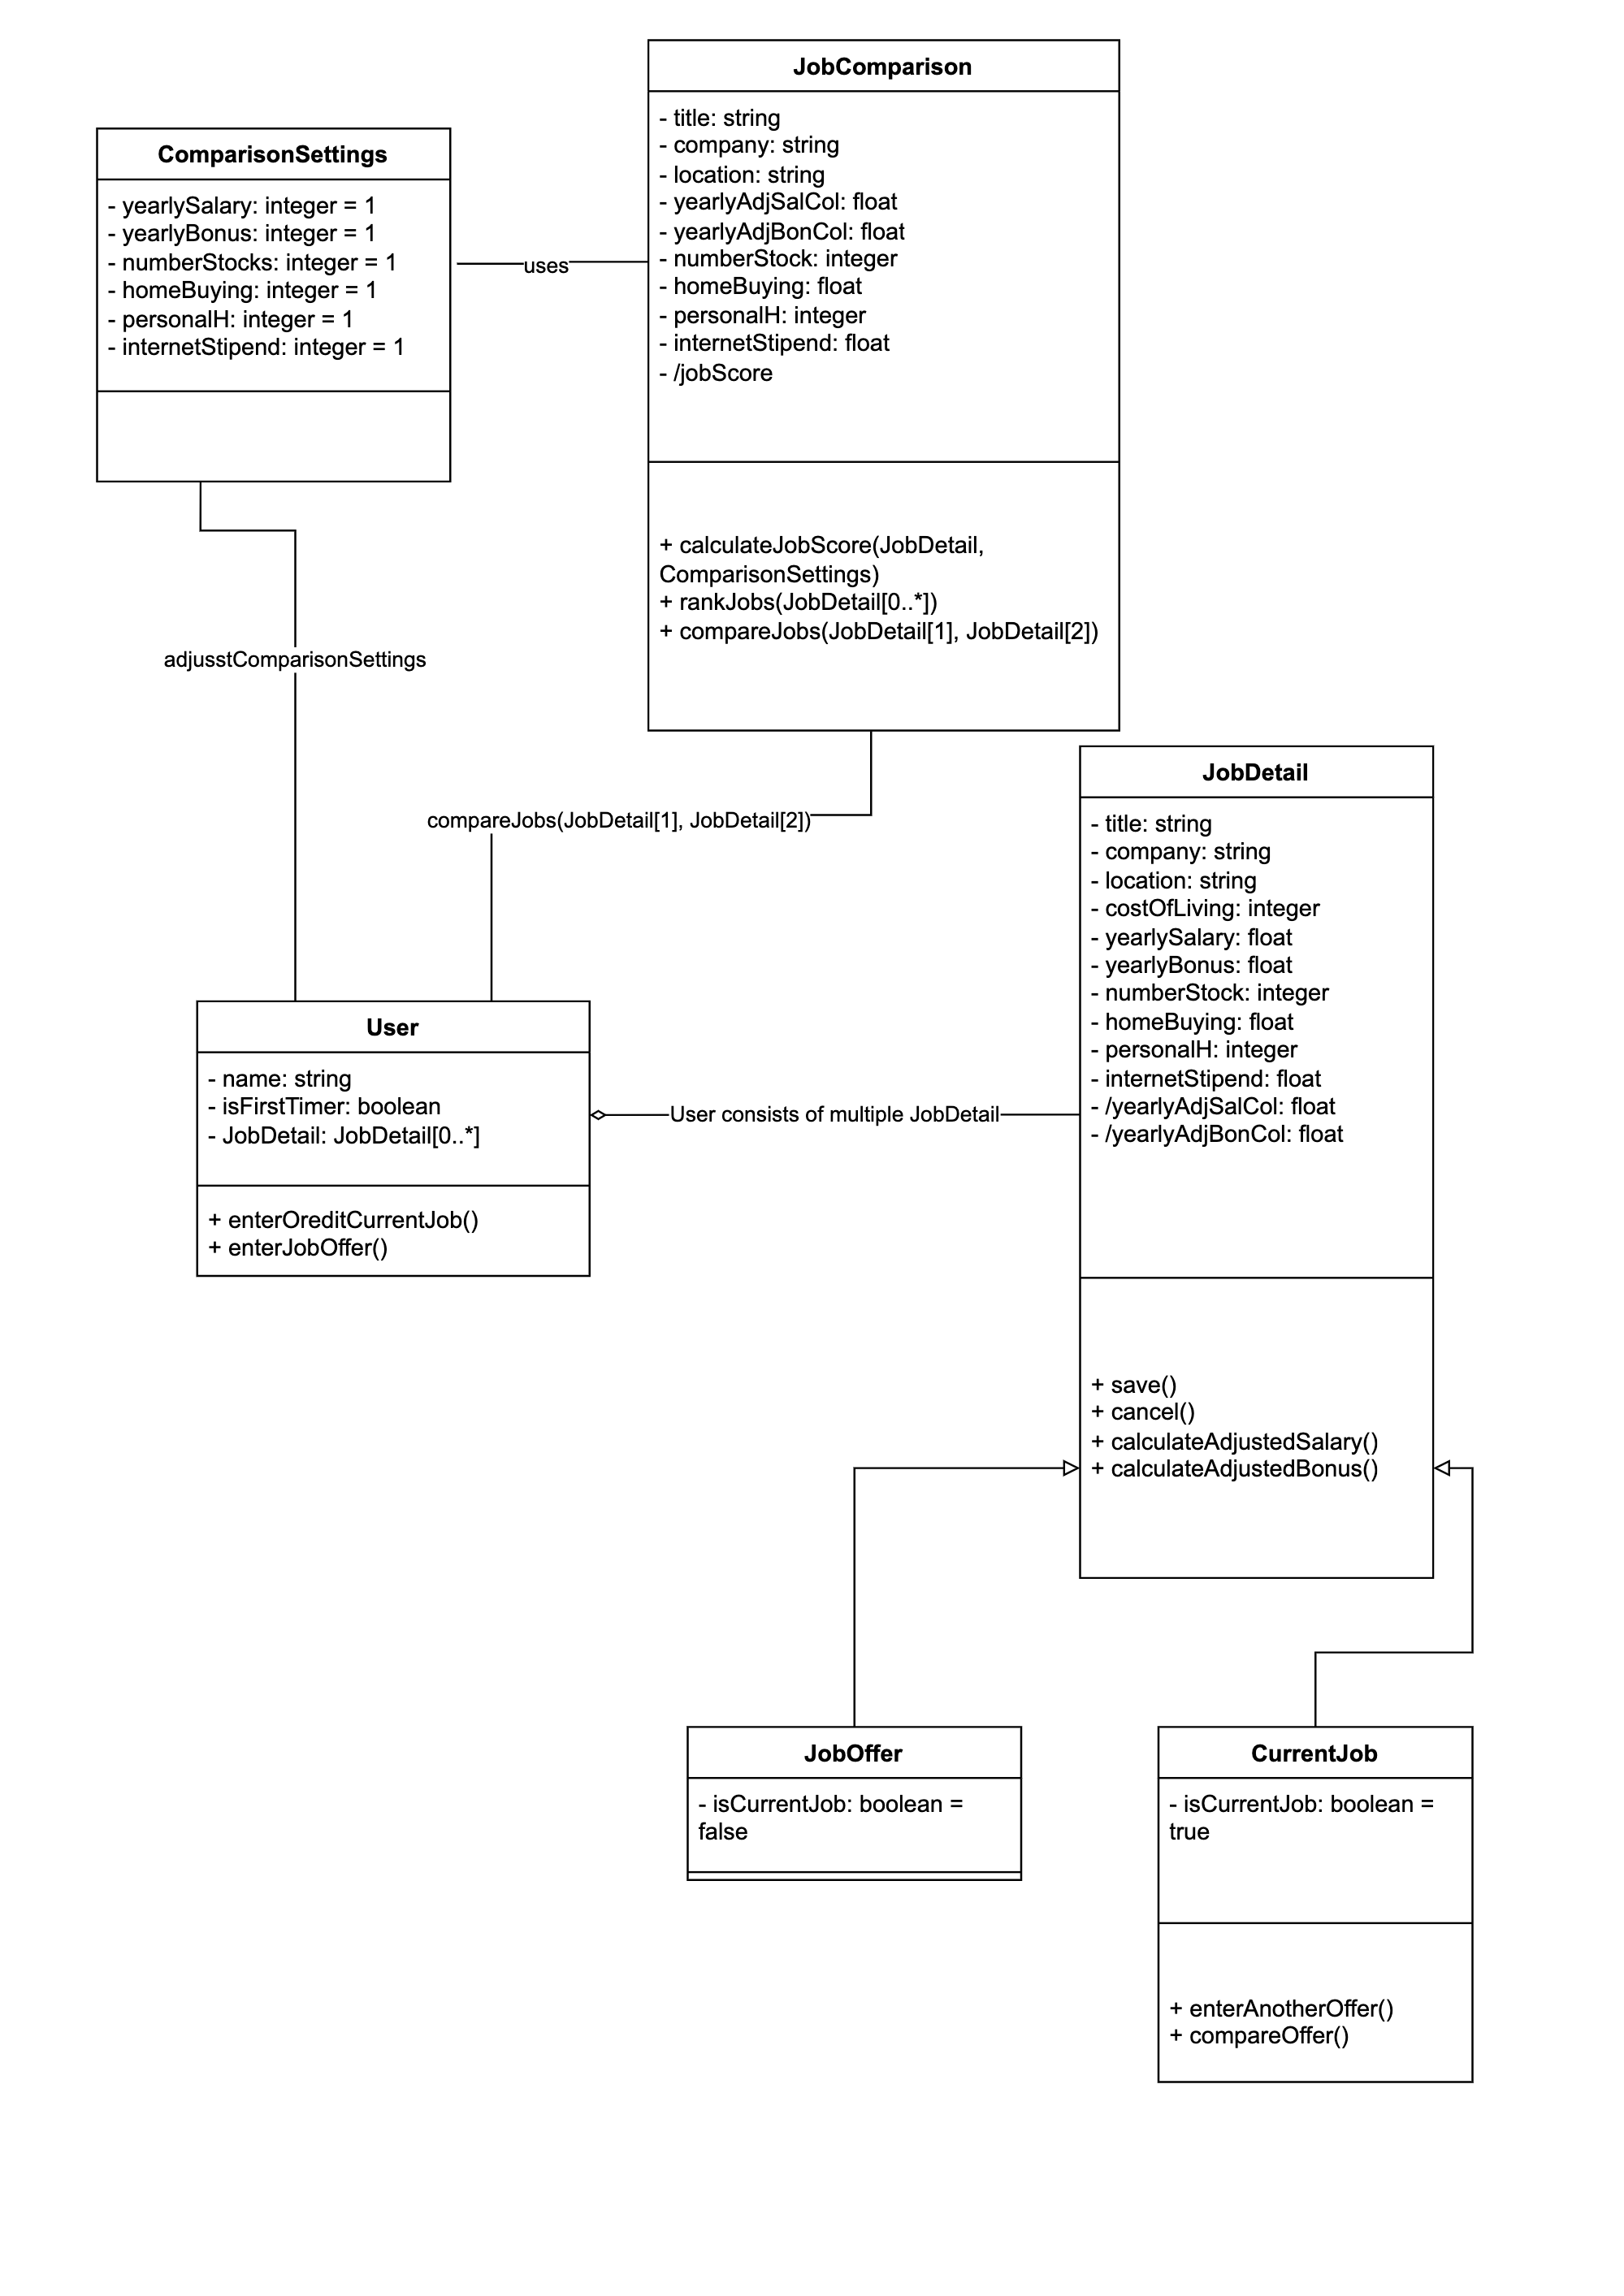 JobComparison
- title: string
- company: string
- location: string
- yearlyAdjSalCol: float
- yearlyAdjBonCol: float
- numberStock: integer
- homeBuying: float
- personalH: integer
- internetStipend: float
- /jobScore
+ calculateJobScore(JobDetail,
ComparisonSettings)
+ rankJobs(JobDetail[0..*])
+ compareJobs(JobDetail[1], JobDetail[2])
ComparisonSettings
- yearlySalary: integer = 1
- yearlyBonus: integer = 1
- numberStocks: integer = 1
- homeBuying: integer = 1
- personalH: integer = 1
- internetStipend: integer = 1
uses
adjusstComparisonSettings
compareJobs(JobDetail[1], JobDetail[2])
JobDetail
- title: string
- company: string
- location: string
- costOfLiving: integer
- yearlySalary: float
- yearlyBonus: float
- numberStock: integer
- homeBuying: float
- personalH: integer
- internetStipend: float
- /yearlyAdjSalCol: float
- /yearlyAdjBonCol: float
+ save()
+ cancel()
+ calculateAdjustedSalary()
+ calculateAdjustedBonus()
User
- name: string
- isFirstTimer: boolean
- JobDetail: JobDetail[0..*]
+ enterOreditCurrentJob()
+ enterJobOffer()
User consists of multiple JobDetail
JobOffer
- isCurrentJob: boolean =
false
CurrentJob
- isCurrentJob: boolean =
true
+ enterAnotherOffer()
+ compareOffer()